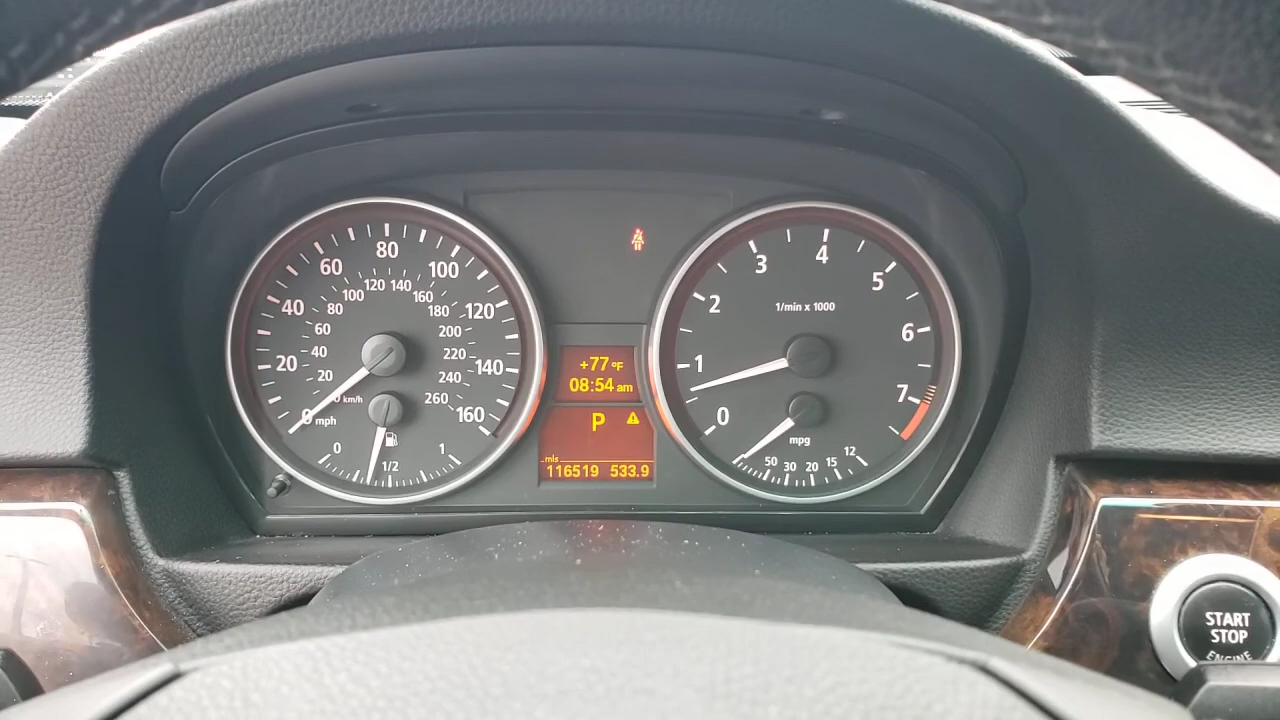 80
60
100
120 140
100
160
40
80
180
120
60
200
20
40
220
140
20
240
0
km/h
260
0 mph
160
0
1/2
1
+77 °F
08:54 am
P
mls
116519 533.9
4
3
5
1/min x 1000
2
6
1
7
0
mpg
50 30 20 15 12
START
STOP
ENGINE